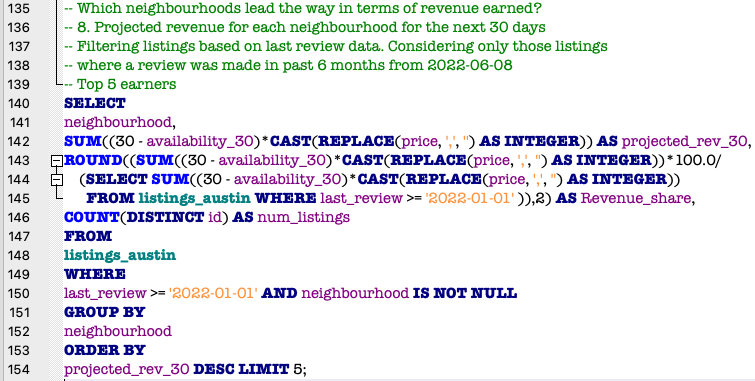 135 -- Which neighbourhoods lead the way in terms of revenue earned?
136 -- 8. Projected revenue for each neighbourhood for the next 30 days
137 -- Filtering listings based on last review data. Considering only those listings
138 -- where a review was made in past 6 months from 2022-06-08
139 -- Top 5 earners
140 SELECT
141 neighbourhood,
142 SUM((30 - availability_30)*CAST(REPLACE(price, ',', '') AS INTEGER)) AS projected_rev_30,
143 ROUND((SUM((30 - availability_30)*CAST(REPLACE(price, ',', '') AS INTEGER))*100.0/
144 (SELECT SUM((30 - availability_30)*CAST(REPLACE(price, ',', '') AS INTEGER))
145 FROM listings_austin WHERE last_review >= '2022-01-01' )),2) AS Revenue_share,
146 COUNT(DISTINCT id) AS num_listings
147 FROM
148 listings_austin
149 WHERE
150 last_review >= '2022-01-01' AND neighbourhood IS NOT NULL
151 GROUP BY
152 neighbourhood
153 ORDER BY
154 projected_rev_30 DESC LIMIT 5;